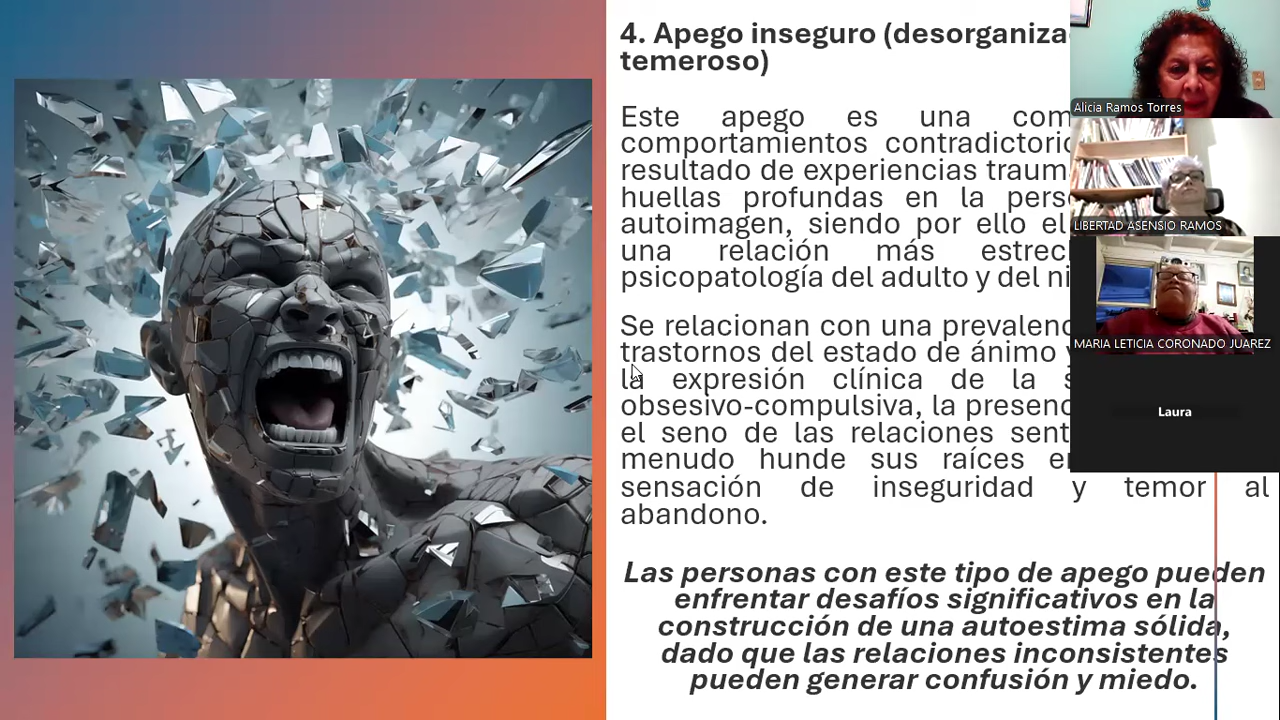 4. Apego inseguro (desorganiza
temeroso)
Este apego es una com
comportamientos contradictori
resultado de experiencias traum
huellas profundas en la pers
autoimagen, siendo por ello el
una relación más estrec
psicopatología del adulto y del ni
Se relacionan con una prevalen
trastornos del estado de ánimo
la expresión clínica de la s
obsesivo-compulsiva, la presen
el seno de las relaciones sent
menudo hunde sus raíces e
sensación de inseguridad y temor al
abandono.
Las personas con este tipo de apego pueden
enfrentar desafíos significativos en la
construcción de una autoestima sólida,
dado que las relaciones inconsistentes
pueden generar confusión y miedo.
Alicia Ramos Torres
LIBERTAD ASENSIO RAMOS
MARIA LETICIA CORONADO JUAREZ
Laura